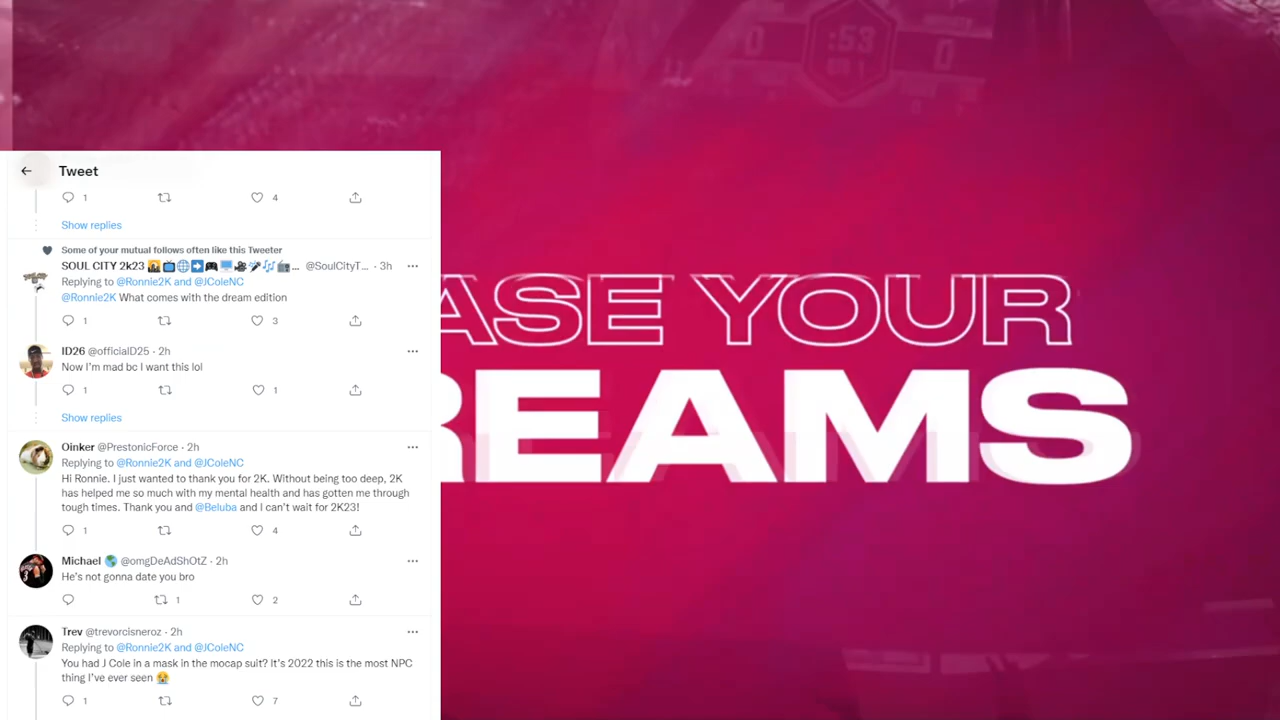 0 :53 0
Tweet
1 4
Show replies
Some of your mutual follows often like this Tweeter
SOUL CITY 2k23 🌇📺🌐➡️🎮🖥️🎥🎤🎶📻... @SoulCityT... · 3h
Replying to @Ronnie2K and @JColeNC
@Ronnie2K What comes with the dream edition
1 3
ID26 @officialD25 · 2h
Now I'm mad bc I want this lol
1 1
Show replies
Oinker @PrestonicForce · 2h
Replying to @Ronnie2K and @JColeNC
Hi Ronnie. I just wanted to thank you for 2K. Without being too deep, 2K
has helped me so much with my mental health and has gotten me through
tough times. Thank you and @Beluba and I can't wait for 2K23!
1 4
Michael 🌎 @omgDeAdShOtZ · 2h
He's not gonna date you bro
1 2
Trev @trevorcisneroz · 2h
Replying to @Ronnie2K and @JColeNC
You had J Cole in a mask in the mocap suit? It's 2022 this is the most NPC
thing I've ever seen 😭
1 7
ASE YOUR
REAMS